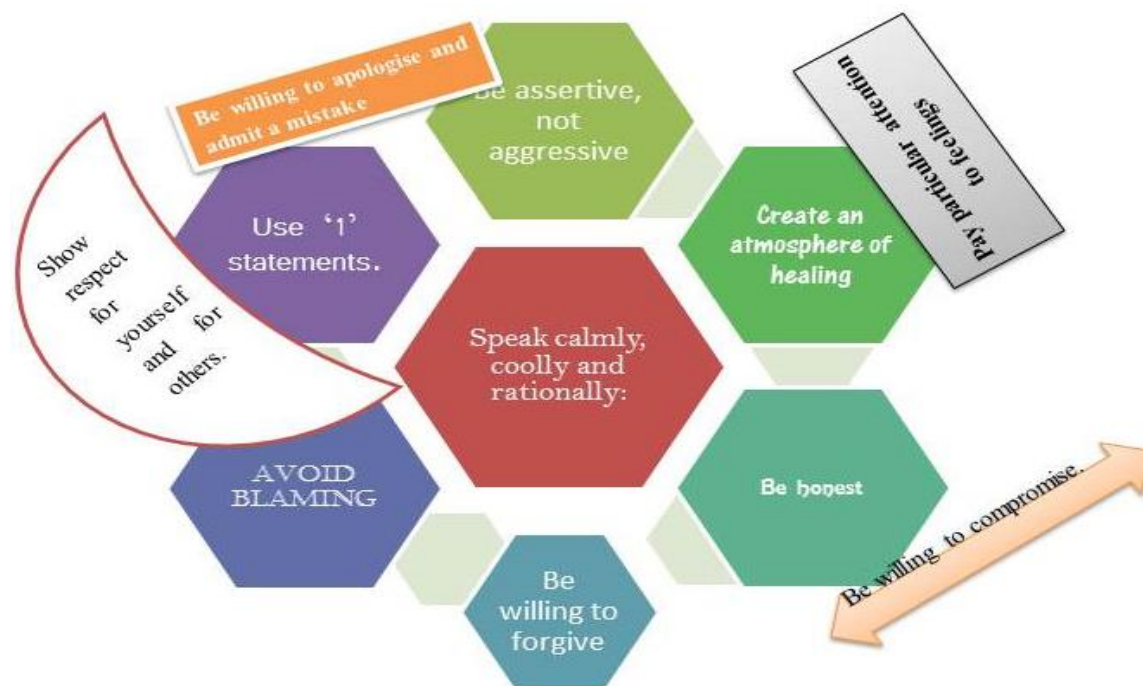 Be willing to apologise and
admit a mistake
Be assertive,
not
aggressive
Pay particular attention
to feelings
Use ‘1’
statements.
Create an
atmosphere of
healing
Show
respect
for
yourself
and for
others.
Speak calmly,
coolly and
rationally:
AVOID
BLAMING
Be honest
Be willing to compromise.
Be
willing to
forgive